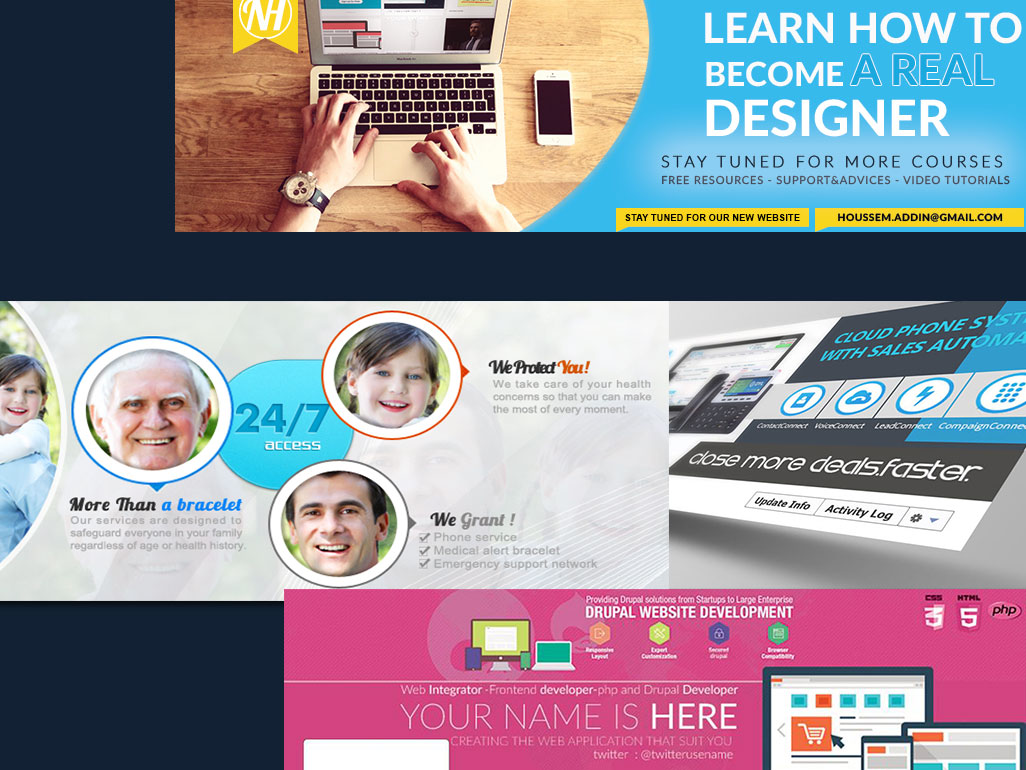 NH
LEARN HOW TO
BECOME A REAL
DESIGNER
STAY TUNED FOR MORE COURSES
FREE RESOURCES - SUPPORT&ADVICES - VIDEO TUTORIALS
STAY TUNED FOR OUR NEW WEBSITE
HOUSSEM.ADDIN@GMAIL.COM
24/7
access
We Protect You!
We take care of your health
concerns so that you can make
the most of every moment.
More Than a bracelet
Our services are designed to
safeguard everyone in your family
regardless of age or health history.
We Grant !
Phone service
Medical alert bracelet
Emergency support network
CLOUD PHONE SYST
WITH SALES AUTOMA
ContactConnect VoiceConnect LeadConnect CampaignConnec
close more deals.faster.
Update Info Activity Log
Providing Drupal solutions from Startups to Large Enterprise
DRUPAL WEBSITE DEVELOPMENT
Responsive Layout
Expert Customization
Secured drupal
Browser Compatibility
CSS 3 HTML 5 php
Web Integrator -Frontend developer-php and Drupal Developer
YOUR NAME IS HERE
CREATING THE WEB APPLICATION THAT SUIT YOU
twitter : @twitterusename